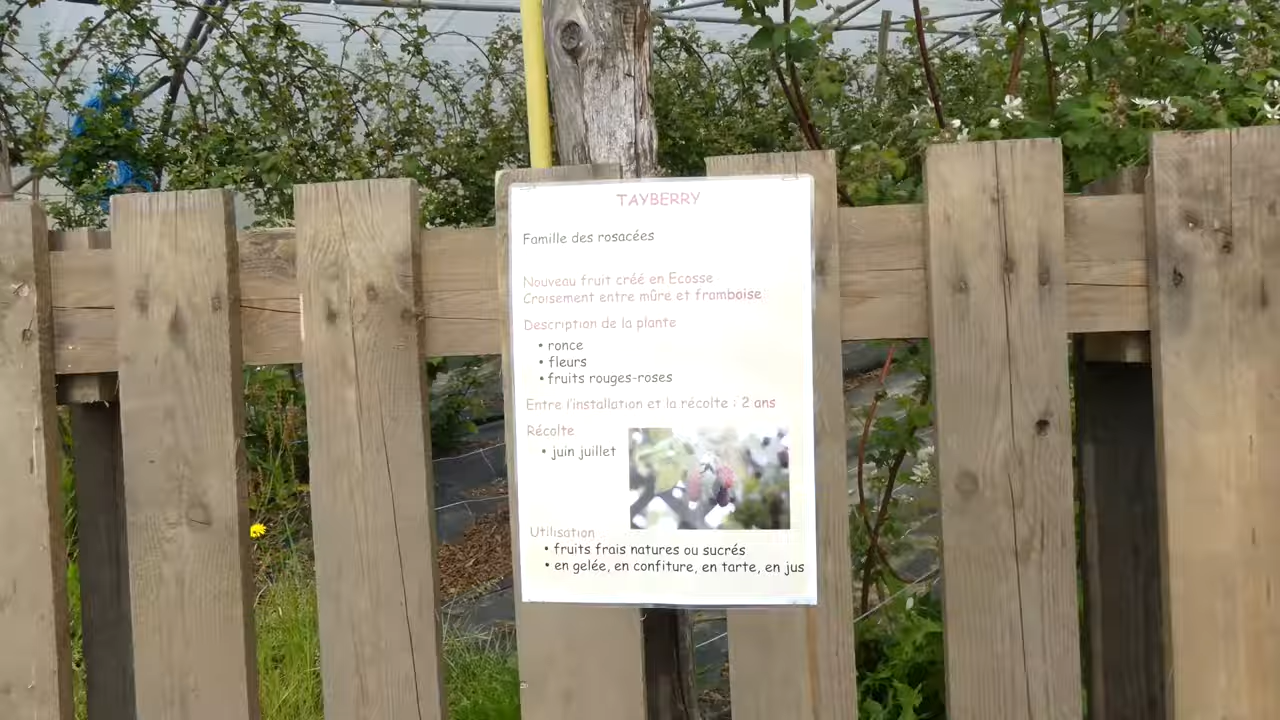 TAYBERRY
Famille des rosacées
Nouveau fruit créé en Ecosse
Croisement entre mûre et framboise
Description de la plante
• ronce
• fleurs
• fruits rouges-roses
Entre l'installation et la récolte : 2 ans
Récolte
• juin juillet
Utilisation
• fruits frais natures ou sucrés
• en gelée, en confiture, en tarte, en jus